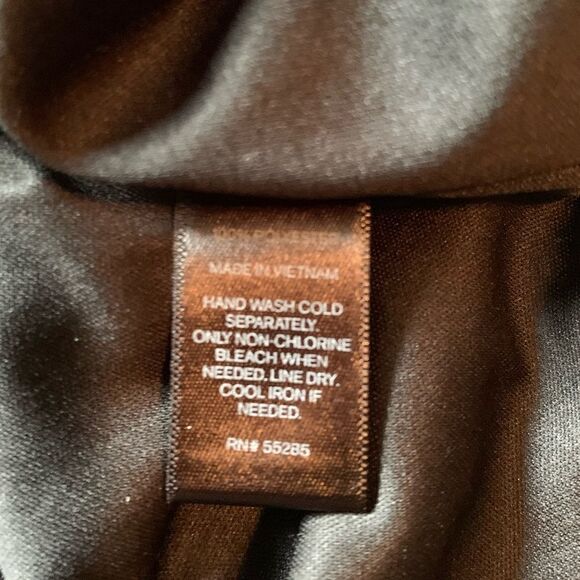 100% POLYESTER
MADE IN VIETNAM
HAND WASH COLD
SEPARATELY.
ONLY NON-CHLORINE
BLEACH WHEN
NEEDED. LINE DRY.
COOL IRON IF
NEEDED.
RN# 55285